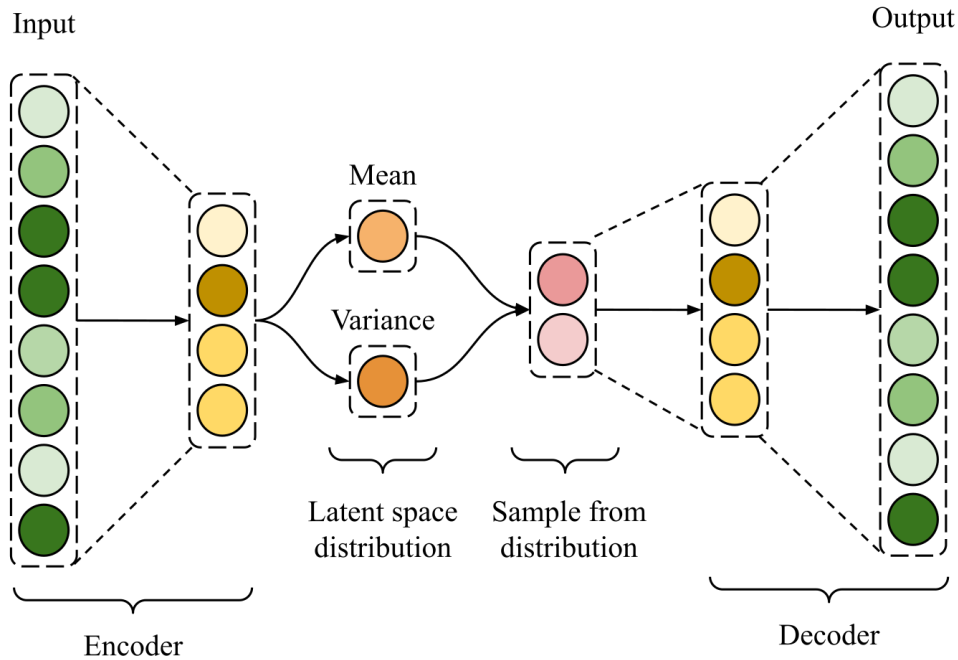 Input
Output
Mean
Variance
Latent space
distribution
Sample from
distribution
Encoder
Decoder